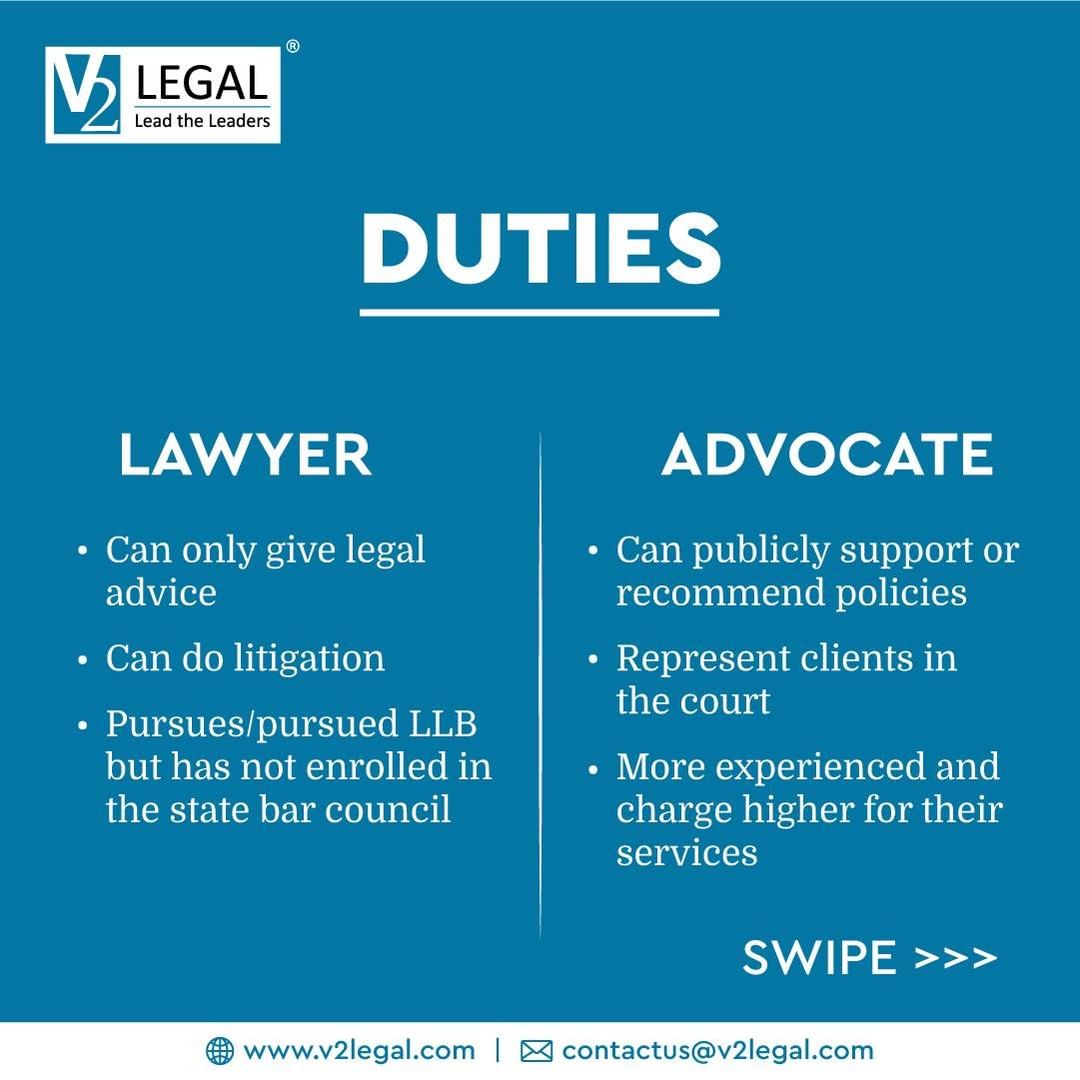 V2 LEGAL ®
Lead the Leaders
DUTIES
LAWYER
• Can only give legal
advice
• Can do litigation
• Pursues/pursued LLB
but has not enrolled in
the state bar council
ADVOCATE
• Can publicly support or
recommend policies
• Represent clients in
the court
• More experienced and
charge higher for their
services
SWIPE >>>
www.v2legal.com | contactus@v2legal.com